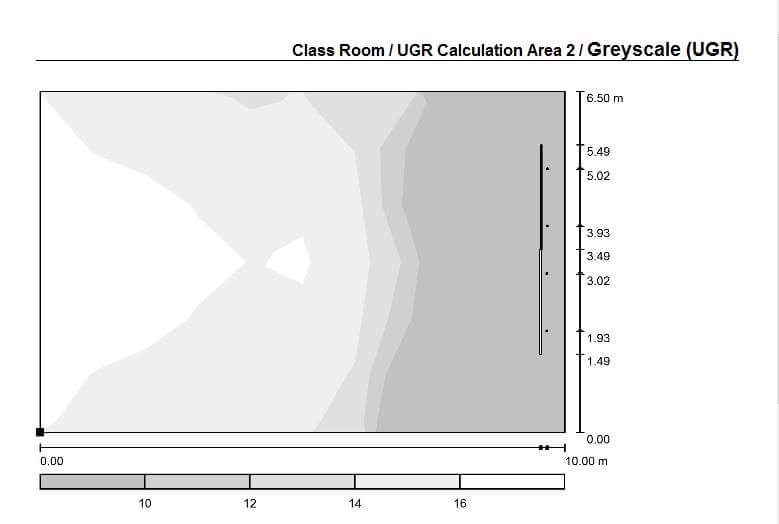 Class Room / UGR Calculation Area 2 / Greyscale (UGR)
6.50 m
5.49
5.02
3.93
3.49
3.02
1.93
1.49
0.00
0.00 10.00 m
10 12 14 16